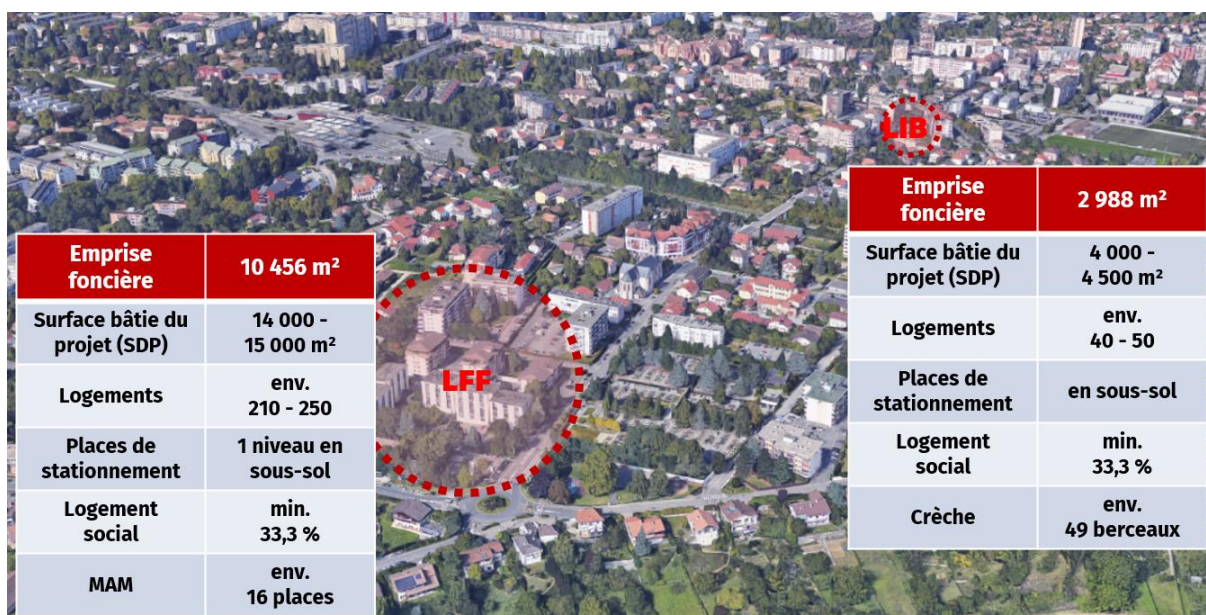 LIB
LFF
Emprise
foncière
10 456 m²
Surface bâtie du
projet (SDP)
14 000 -
15 000 m²
Logements
env.
210 - 250
Places de
stationnement
1 niveau en
sous-sol
Logement
social
min.
33,3 %
MAM
env.
16 places
Emprise
foncière
2 988 m²
Surface bâtie du
projet (SDP)
4 000 -
4 500 m²
Logements
env.
40 - 50
Places de
stationnement
en sous-sol
Logement
social
min.
33,3 %
Crèche
env.
49 berceaux